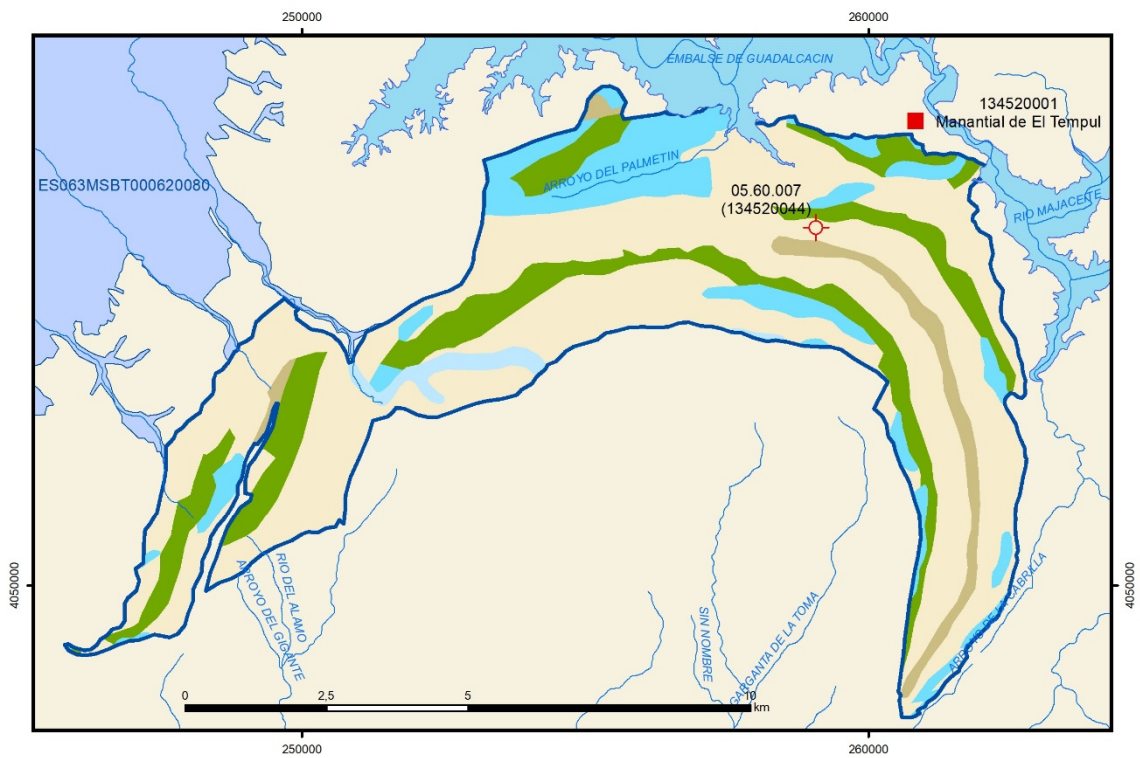 250000
260000
EMBALSE DE GUADALCACIN
134520001
Manantial de El Tempul
ARROYO DEL PALMETIN
ES063MSBT000620080
05.60.007
(134520044)
RIO MAJACEITE
4050000
4050000
RIO DEL ALAMO
ARROYO DEL GIGANTE
SIN NOMBRE
GARGANTA DE LA TOMA
ARROYO DE LA CABRILLA
0
2,5
5
10
km
250000
260000